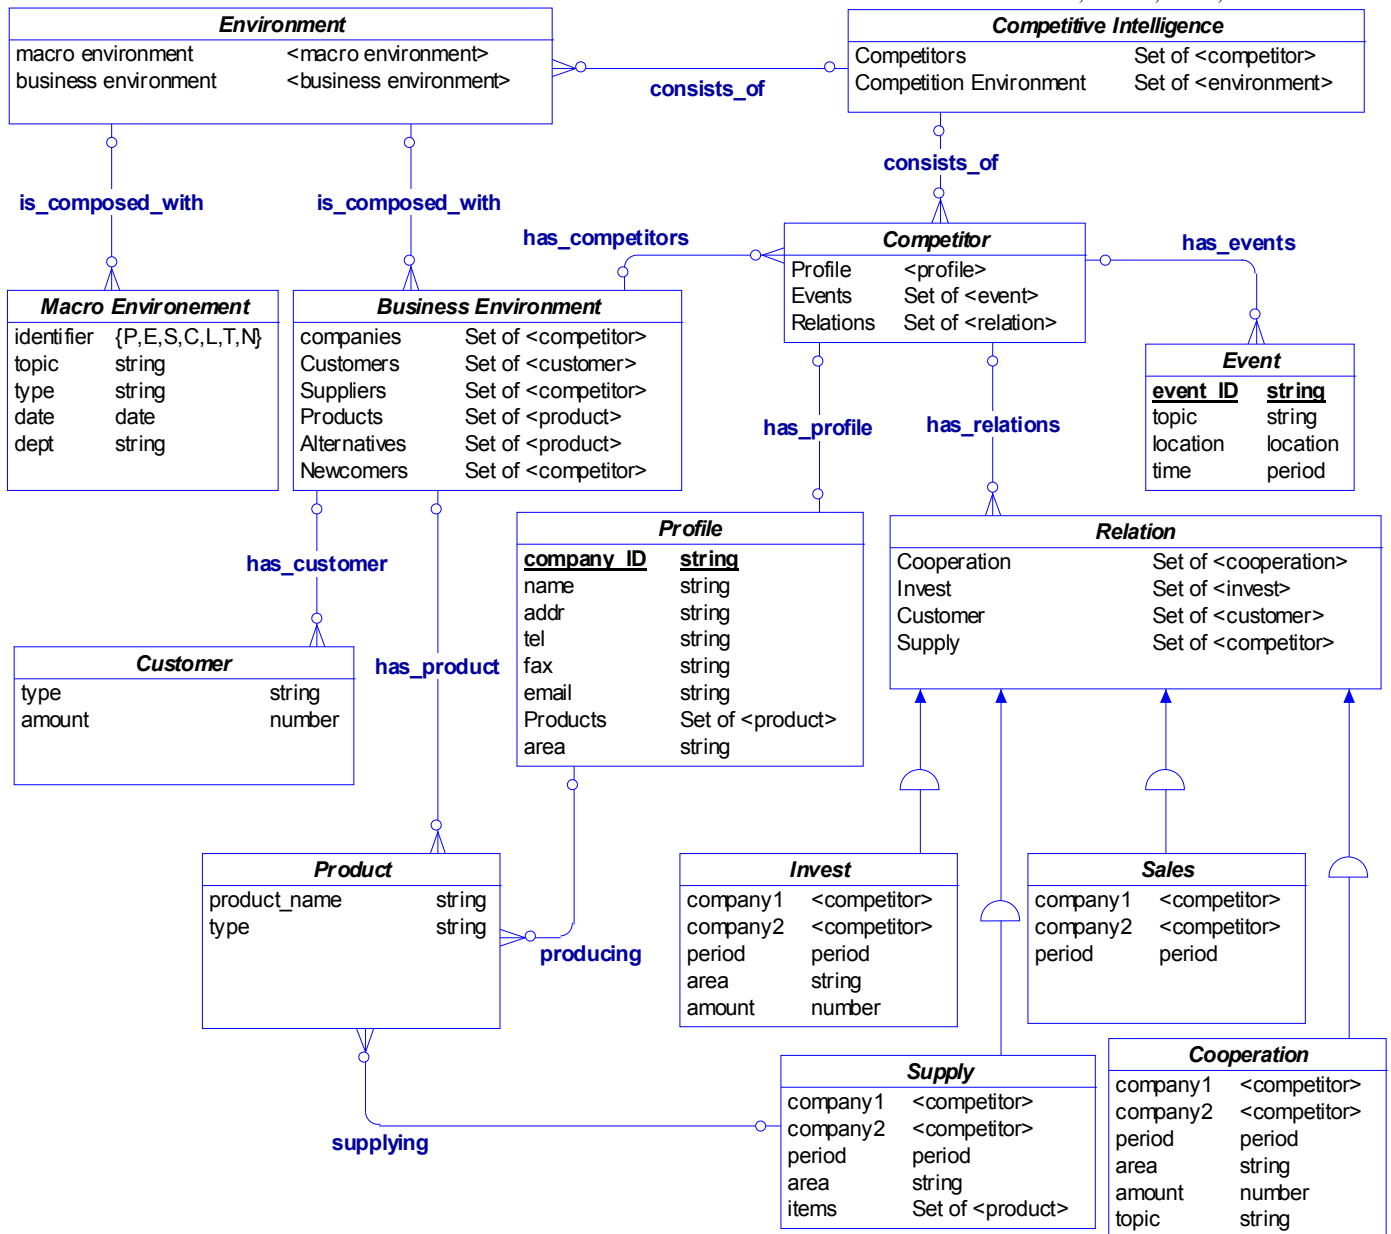 Environment
macro environment <macro environment>
business environment <business environment>
Competitive Intelligence
Competitors Set of <competitor>
Competition Environment Set of <environment>
consists_of
consists_of
is_composed_with
is_composed_with
has_competitors
Competitor
Profile <profile>
Events Set of <event>
Relations Set of <relation>
has_events
Macro Environement
identifier {P,E,S,C,L,T,N}
topic string
type string
date date
dept string
Business Environment
companies Set of <competitor>
Customers Set of <customer>
Suppliers Set of <competitor>
Products Set of <product>
Alternatives Set of <product>
Newcomers Set of <competitor>
Event
event_ID string
topic string
location location
time period
has_profile
has_relations
has_customer
Profile
company_ID string
name string
addr string
tel string
fax string
email string
Products Set of <product>
area string
Relation
Cooperation Set of <cooperation>
Invest Set of <invest>
Customer Set of <customer>
Supply Set of <competitor>
Customer
type string
amount number
has_product
Product
product_name string
type string
producing
Invest
company1 <competitor>
company2 <competitor>
period period
area string
amount number
Sales
company1 <competitor>
company2 <competitor>
period period
supplying
Supply
company1 <competitor>
company2 <competitor>
period period
area string
items Set of <product>
Cooperation
company1 <competitor>
company2 <competitor>
period period
area string
amount number
topic string